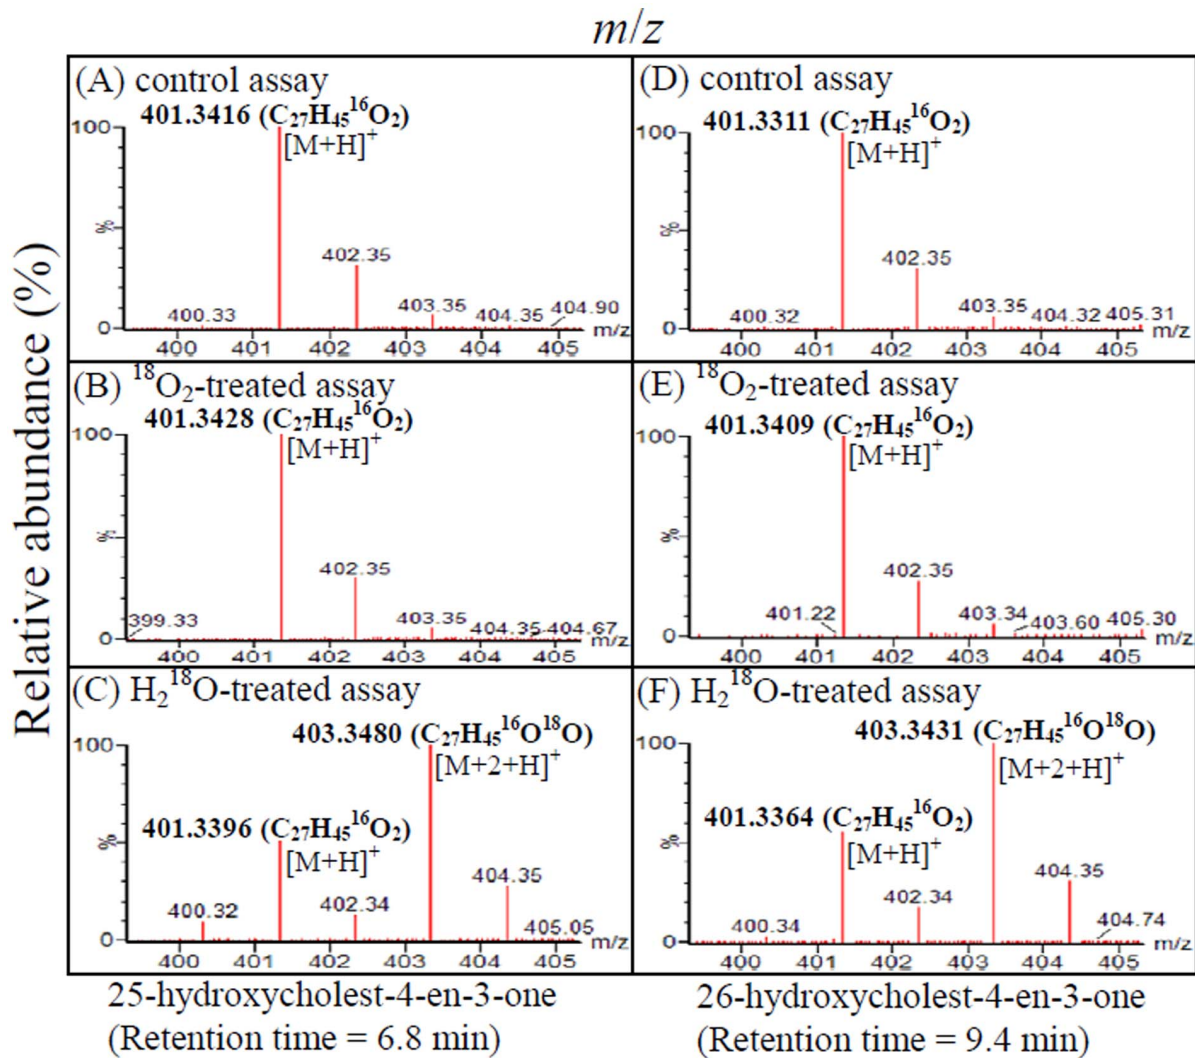 m/z
Relative abundance (%)
(A) control assay
401.3416 (C₂₇H₄₅¹⁶O₂)
[M+H]⁺
100
%
0
400.33
402.35
403.35
404.35
404.90
m/z
400 401 402 403 404 405
(B) ¹⁸O₂-treated assay
401.3428 (C₂₇H₄₅¹⁶O₂)
[M+H]⁺
100
%
0
399.33
402.35
403.35
404.35
404.67
400 401 402 403 404 405
(C) H₂¹⁸O-treated assay
403.3480 (C₂₇H₄₅¹⁶O¹⁸O)
[M+2+H]⁺
100
401.3396 (C₂₇H₄₅¹⁶O₂)
[M+H]⁺
%
0
400.32
402.34
404.35
405.05
m/z
400 401 402 403 404 405
25-hydroxycholest-4-en-3-one
(Retention time = 6.8 min)
(D) control assay
401.3311 (C₂₇H₄₅¹⁶O₂)
[M+H]⁺
100
%
0
400.32
402.35
403.35
404.32
405.31
m/z
400 401 402 403 404 405
(E) ¹⁸O₂-treated assay
401.3409 (C₂₇H₄₅¹⁶O₂)
[M+H]⁺
100
%
0
401.22
402.35
403.34
403.60
405.30
400 401 402 403 404 405
(F) H₂¹⁸O-treated assay
403.3431 (C₂₇H₄₅¹⁶O¹⁸O)
[M+2+H]⁺
100
401.3364 (C₂₇H₄₅¹⁶O₂)
[M+H]⁺
%
0
400.34
402.34
404.35
404.74
m/z
400 401 402 403 404 405
26-hydroxycholest-4-en-3-one
(Retention time = 9.4 min)